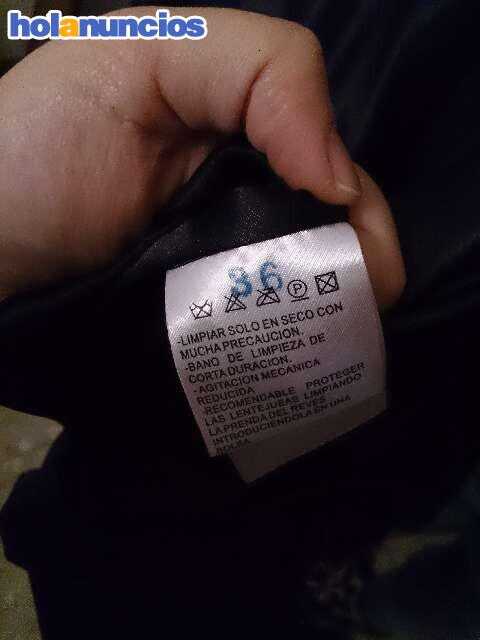 holanuncios
36
P
-LIMPIAR SOLO EN SECO CON
MUCHA PRECAUCION.
-BANO DE LIMPIEZA DE
CORTA DURACION.
-AGITACION MECANICA
REDUCIDA
-RECOMENDABLE PROTEGER
LAS LENTEJUELAS LIMPIANDO
LA PRENDA DEL REVES
INTRODUCIENDOLA EN UNA
BOLSA